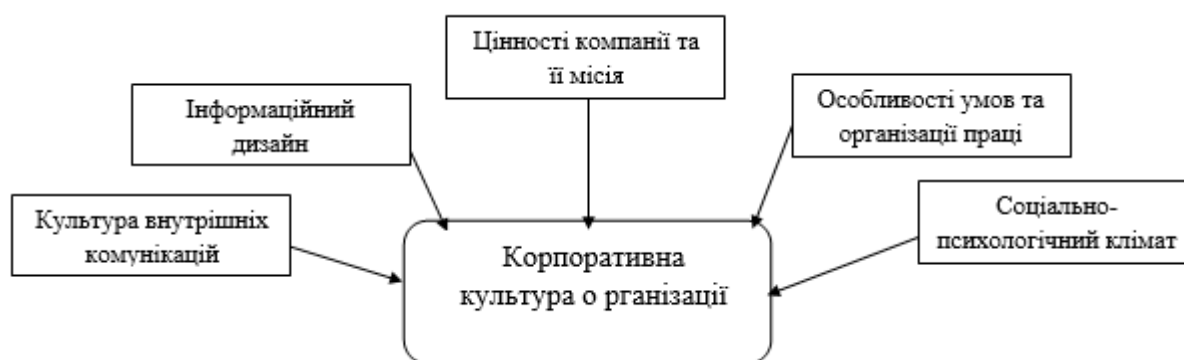 Цінності компанії та
її місія
Інформаційний
дизайн
Особливості умов та
організації праці
Культура внутрішніх
комунікацій
Соціально-
психологічний клімат
Корпоративна
культура о рганізації